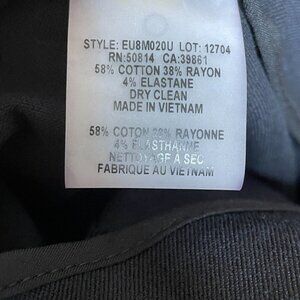 STYLE: EU8M020U LOT: 12704
RN:50814 CA:39861
58% COTTON 38% RAYON
4% ELASTANE
DRY CLEAN
MADE IN VIETNAM
58% COTON 38% RAYONNE
4% ELASTHANNE
NETTOYAGE A SEC
FABRIQUE AU VIETNAM